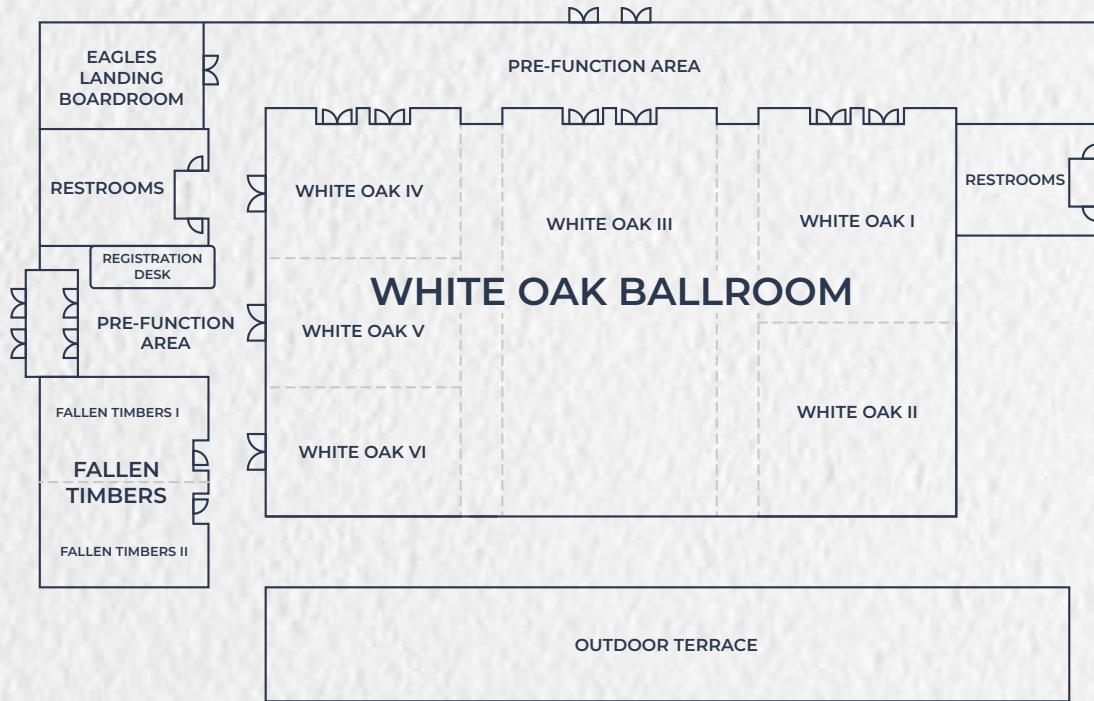 EAGLES
LANDING
BOARDROOM
PRE-FUNCTION AREA
RESTROOMS
WHITE OAK IV
WHITE OAK III
WHITE OAK I
RESTROOMS
REGISTRATION
DESK
WHITE OAK BALLROOM
PRE-FUNCTION
AREA
WHITE OAK V
FALLEN TIMBERS I
WHITE OAK II
FALLEN
TIMBERS
WHITE OAK VI
FALLEN TIMBERS II
OUTDOOR TERRACE